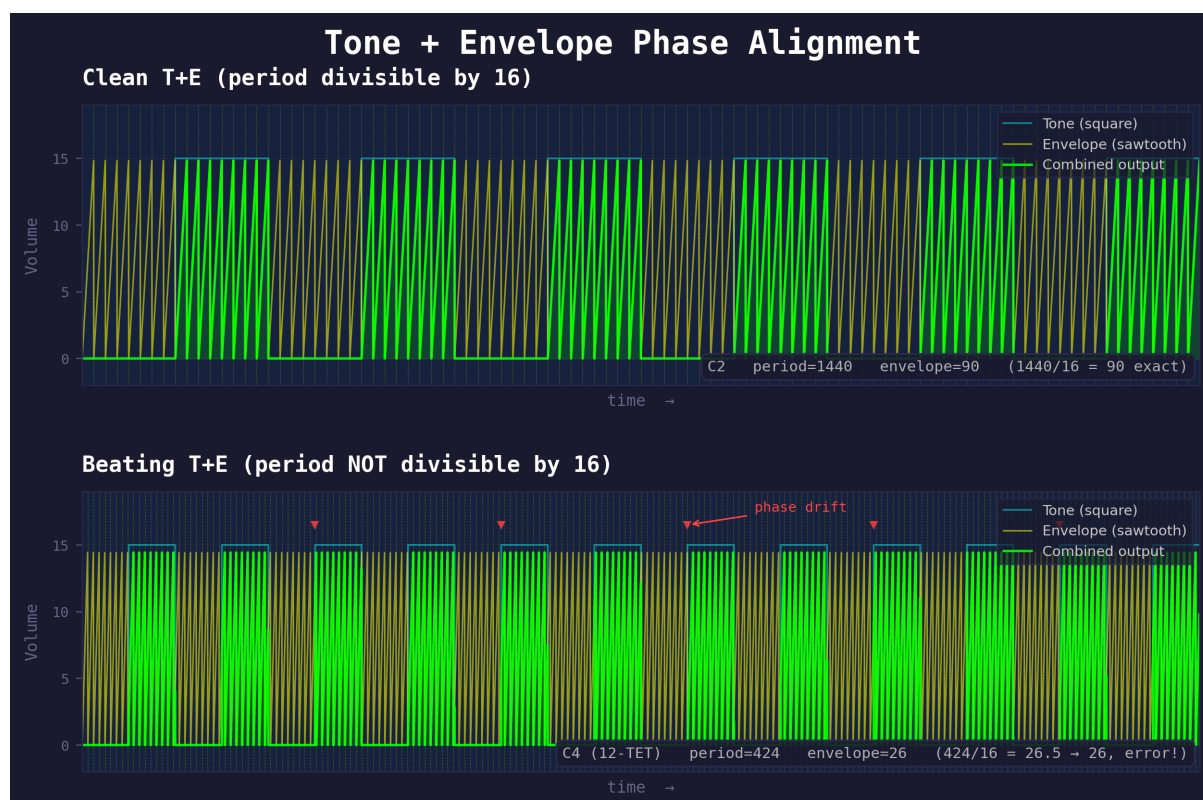 Tone + Envelope Phase Alignment
Clean T+E (period divisible by 16)
Tone (square)
Envelope (sawtooth)
Combined output
15
10
5
0
Volume
C2 period=1440 envelope=90 (1440/16 = 90 exact)
time →
Beating T+E (period NOT divisible by 16)
phase drift
Tone (square)
Envelope (sawtooth)
Combined output
15
10
5
0
Volume
C4 (12-TET) period=424 envelope=26 (424/16 = 26.5 → 26, error!)
time →